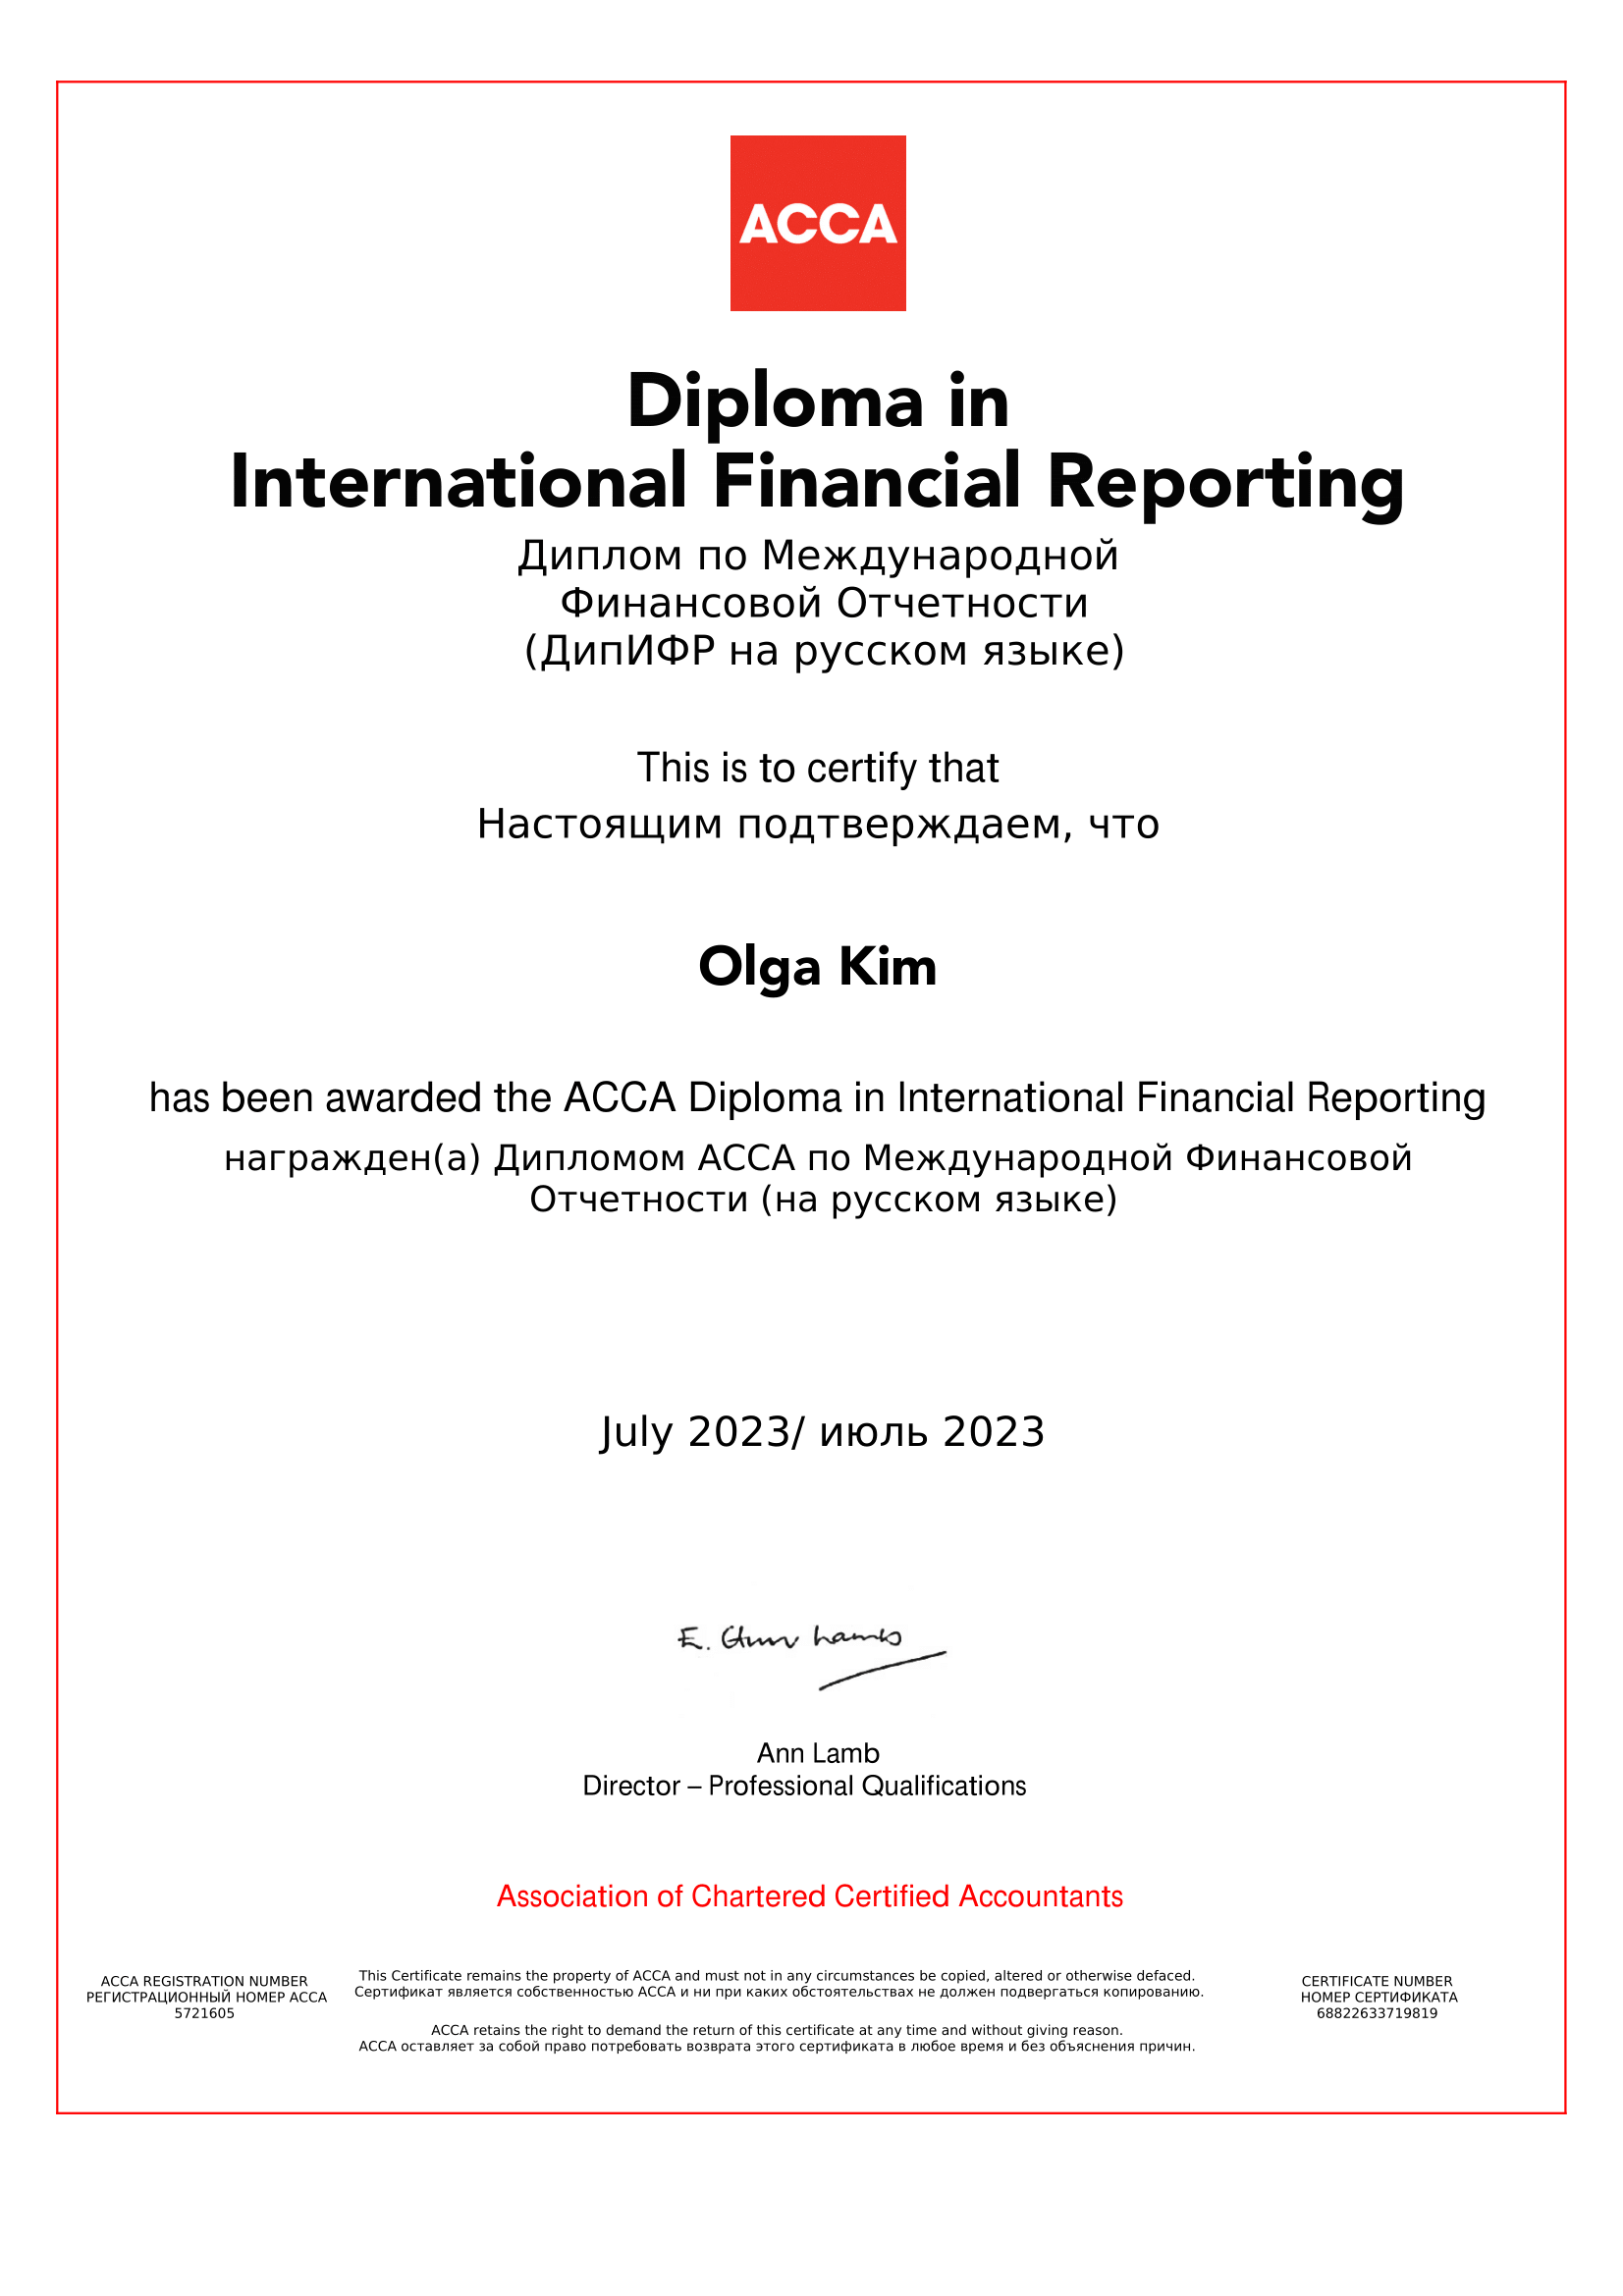 ACCA
Diploma in
International Financial Reporting
Диплом по Международной
Финансовой Отчетности
(ДипИФР на русском языке)
This is to certify that
Настоящим подтверждаем, что
Olga Kim
has been awarded the ACCA Diploma in International Financial Reporting
награжден(а) Дипломом АССА по Международной Финансовой
Отчетности (на русском языке)
July 2023/ июль 2023
E. Ann Lamb
Ann Lamb
Director – Professional Qualifications
Association of Chartered Certified Accountants
ACCA REGISTRATION NUMBER
РЕГИСТРАЦИОННЫЙ НОМЕР АССА
5721605
This Certificate remains the property of ACCA and must not in any circumstances be copied, altered or otherwise defaced.
Сертификат является собственностью АССА и ни при каких обстоятельствах не должен подвергаться копированию.
ACCA retains the right to demand the return of this certificate at any time and without giving reason.
АССА оставляет за собой право потребовать возврата этого сертификата в любое время и без объяснения причин.
CERTIFICATE NUMBER
НОМЕР СЕРТИФИКАТА
68822633719819